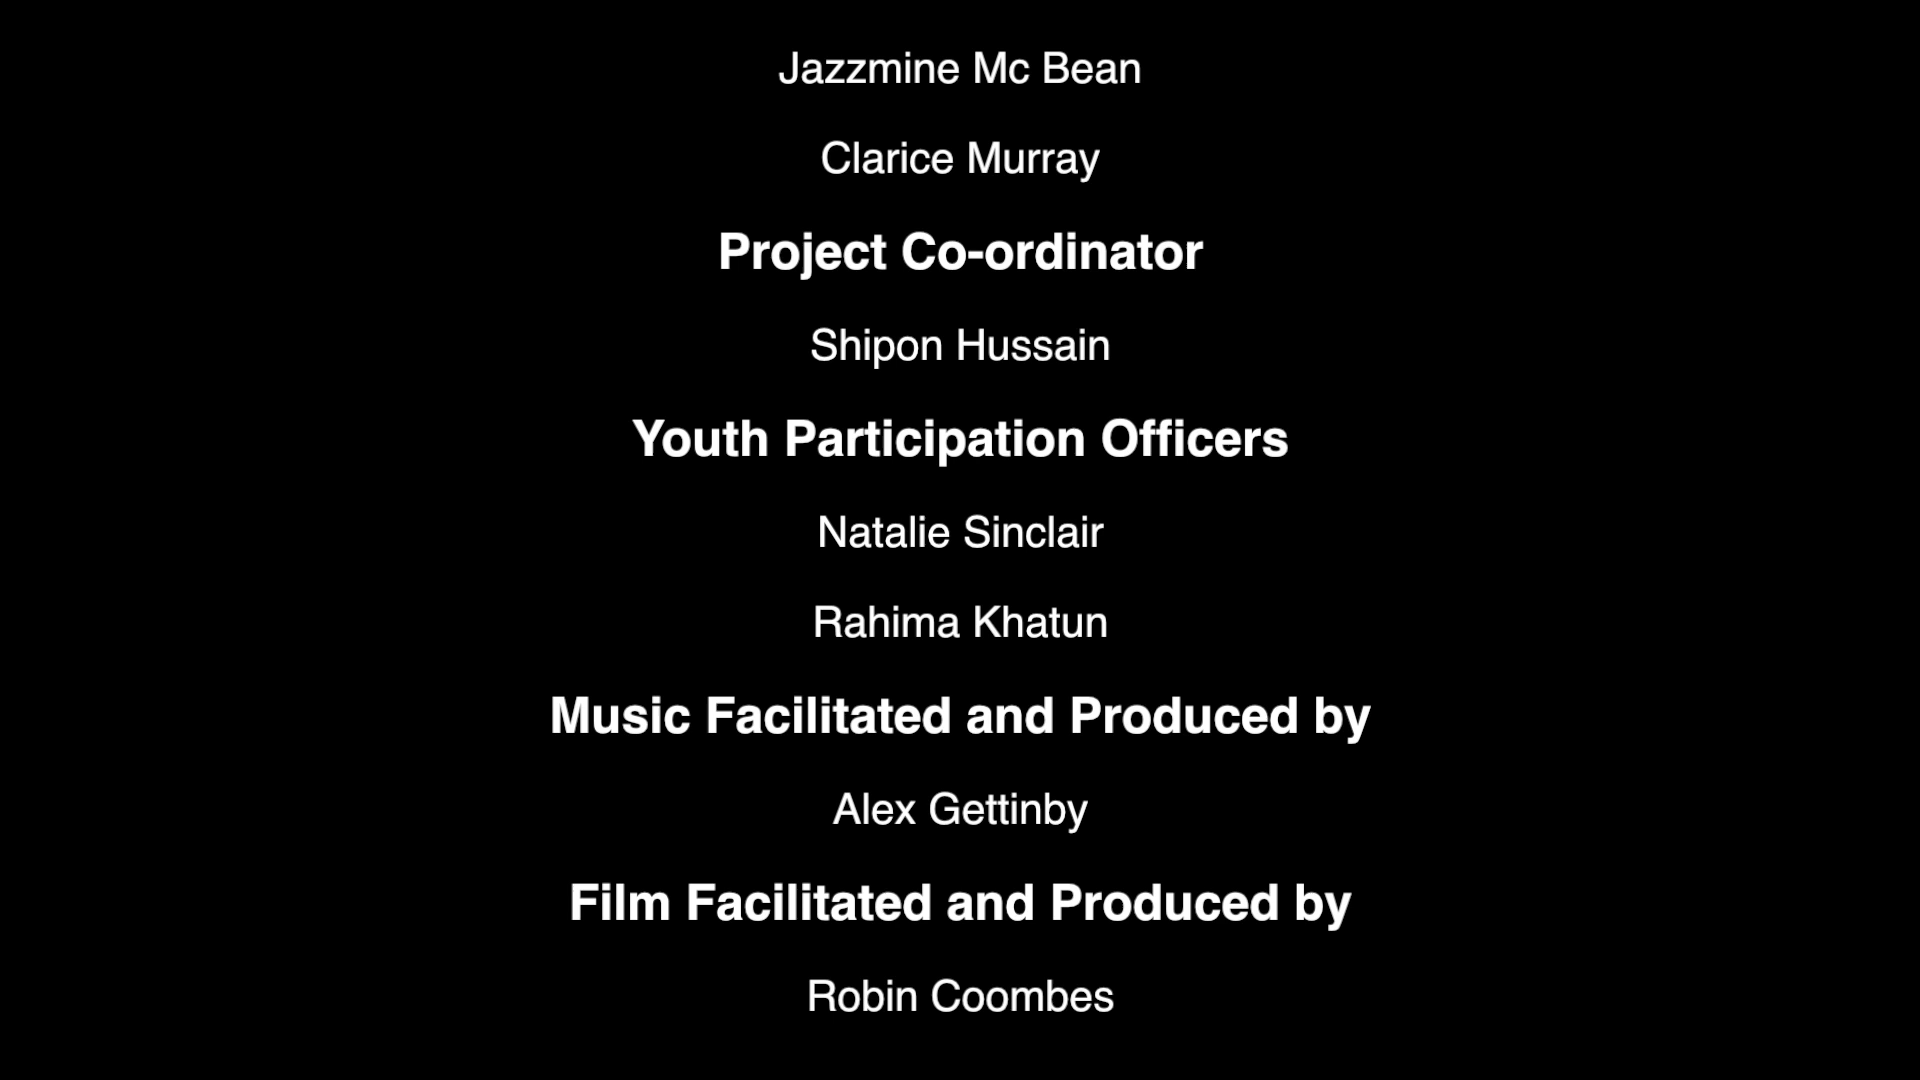 Jazzmine Mc Bean
Clarice Murray
Project Co-ordinator
Shipon Hussain
Youth Participation Officers
Natalie Sinclair
Rahima Khatun
Music Facilitated and Produced by
Alex Gettinby
Film Facilitated and Produced by
Robin Coombes